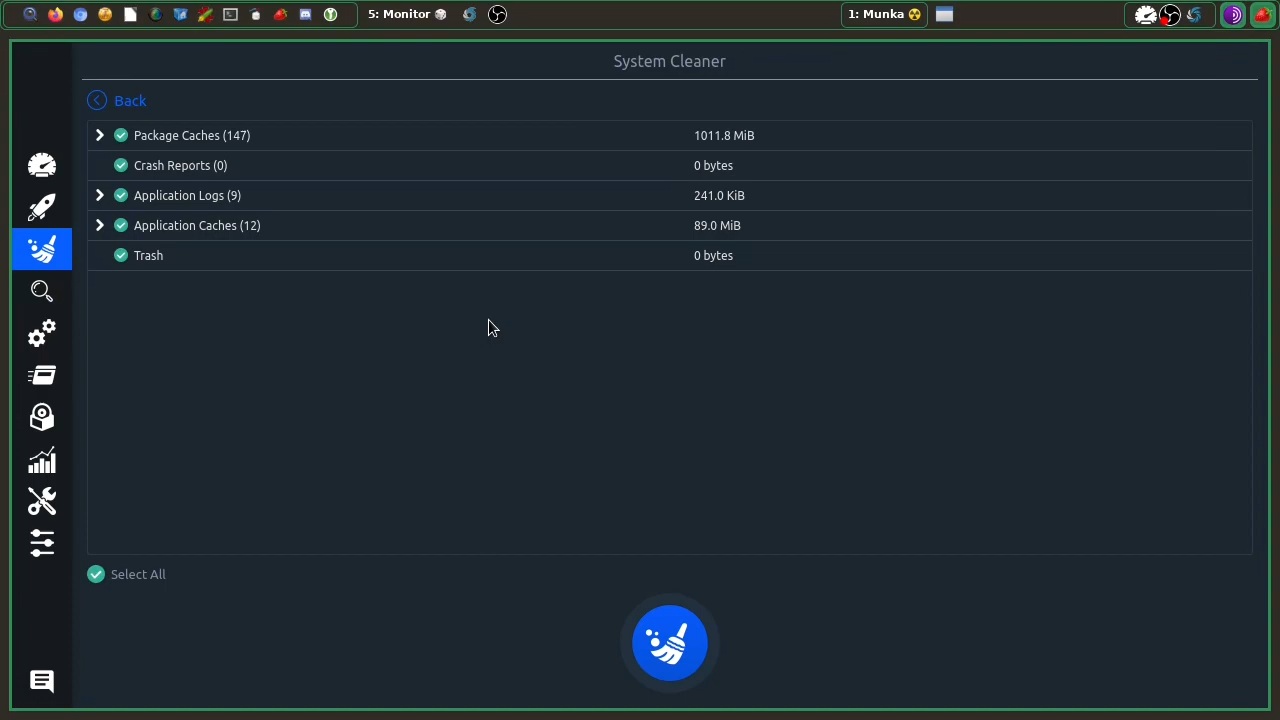 5: Monitor
1: Munka
System Cleaner
Back
Package Caches (147) 1011.8 MiB
Crash Reports (0) 0 bytes
Application Logs (9) 241.0 KiB
Application Caches (12) 89.0 MiB
Trash 0 bytes
Select All